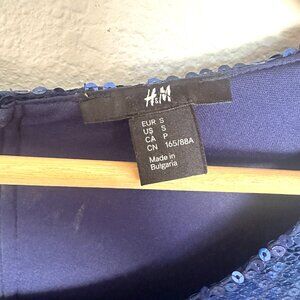 H&M
EUR S
US S
CA P
CN 165/88A
Made in
Bulgaria